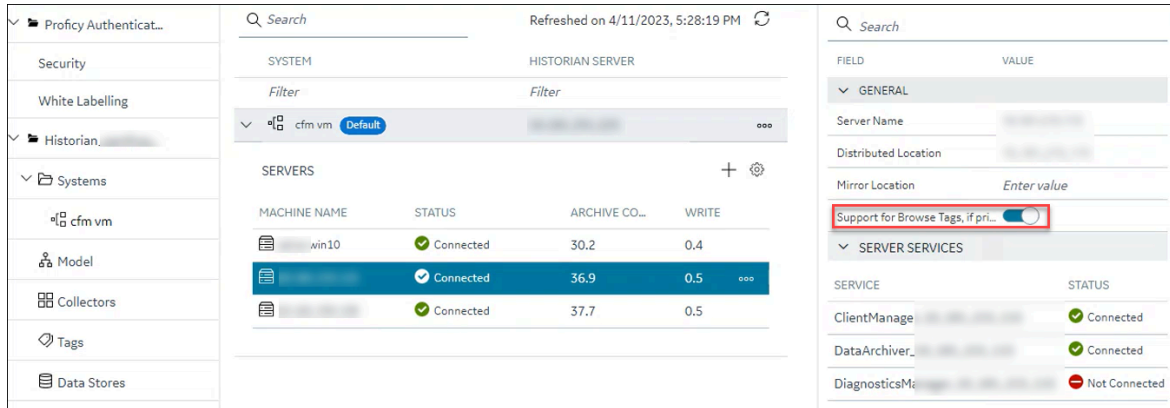 Proficy Authenticat...
Security
White Labelling
Historian_
Systems
cfm vm
Model
Collectors
Tags
Data Stores
Search
Refreshed on 4/11/2023, 5:28:19 PM
SYSTEM HISTORIAN SERVER
Filter Filter
cfm vm Default
SERVERS
MACHINE NAME STATUS ARCHIVE CO... WRITE
win10 Connected 30.2 0.4
Connected 36.9 0.5
Connected 37.7 0.5
Search
FIELD VALUE
GENERAL
Server Name
Distributed Location
Mirror Location Enter value
Support for Browse Tags, if pri...
SERVER SERVICES
SERVICE STATUS
ClientManage Connected
DataArchiver_ Connected
DiagnosticsMa Not Connected